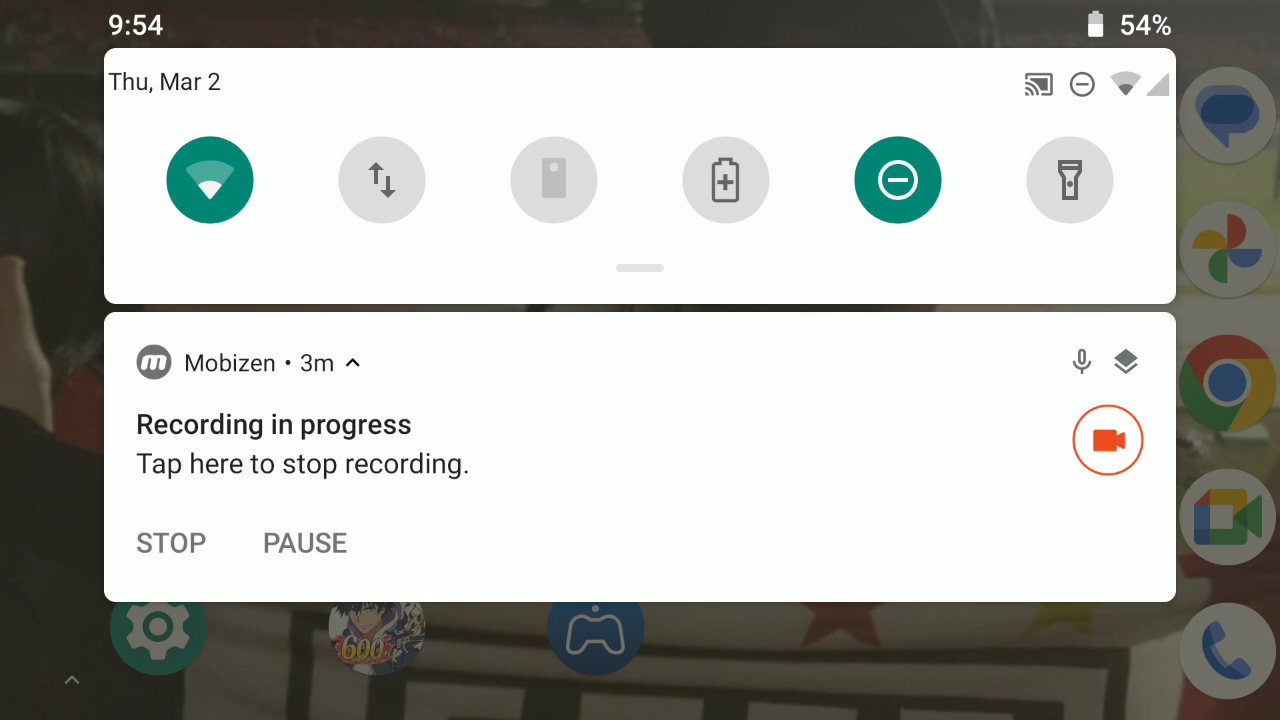 9:54
54%
Thu, Mar 2
Mobizen • 3m
Recording in progress
Tap here to stop recording.
STOP PAUSE
600